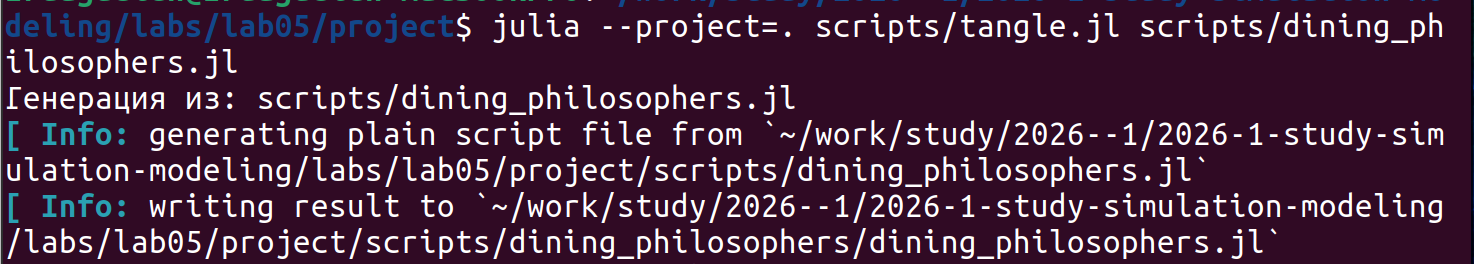 deling/labs/lab05/project$ julia --project=. scripts/tangle.jl scripts/dining_ph
ilosophers.jl
Генерация из: scripts/dining_philosophers.jl
[ Info: generating plain script file from `~/work/study/2026--1/2026-1-study-sim
ulation-modeling/labs/lab05/project/scripts/dining_philosophers.jl`
[ Info: writing result to `~/work/study/2026--1/2026-1-study-simulation-modeling
/labs/lab05/project/scripts/dining_philosophers/dining_philosophers.jl`